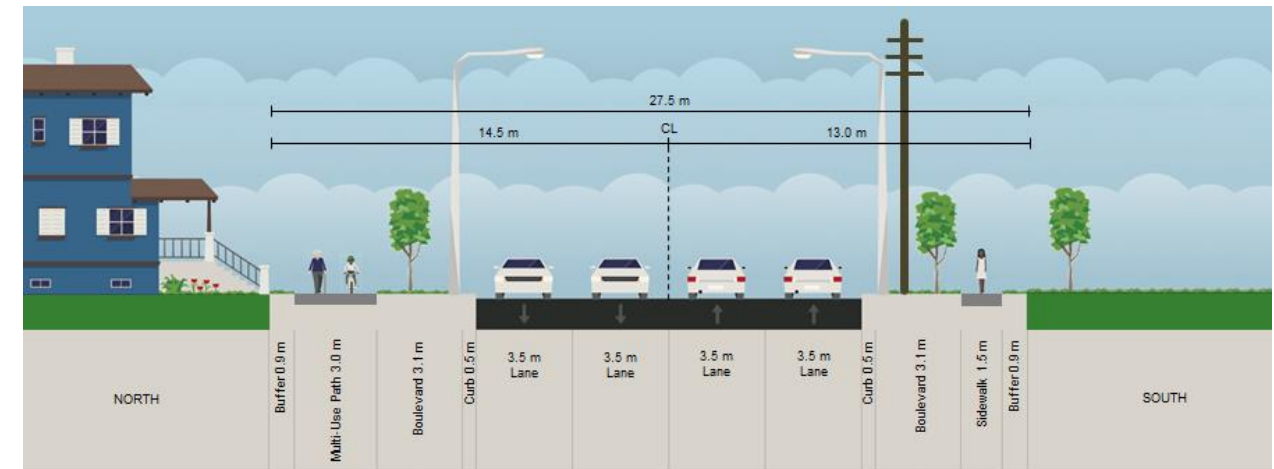 27.5 m
14.5 m
CL
13.0 m
NORTH
Buffer 0.9 m
Multi-Use Path 3.0 m
Boulevard 3.1 m
Curb 0.5 m
3.5 m
Lane
3.5 m
Lane
3.5 m
Lane
3.5 m
Lane
Curb 0.5 m
Boulevard 3.1 m
Sidewalk 1.5 m
Buffer 0.9 m
SOUTH